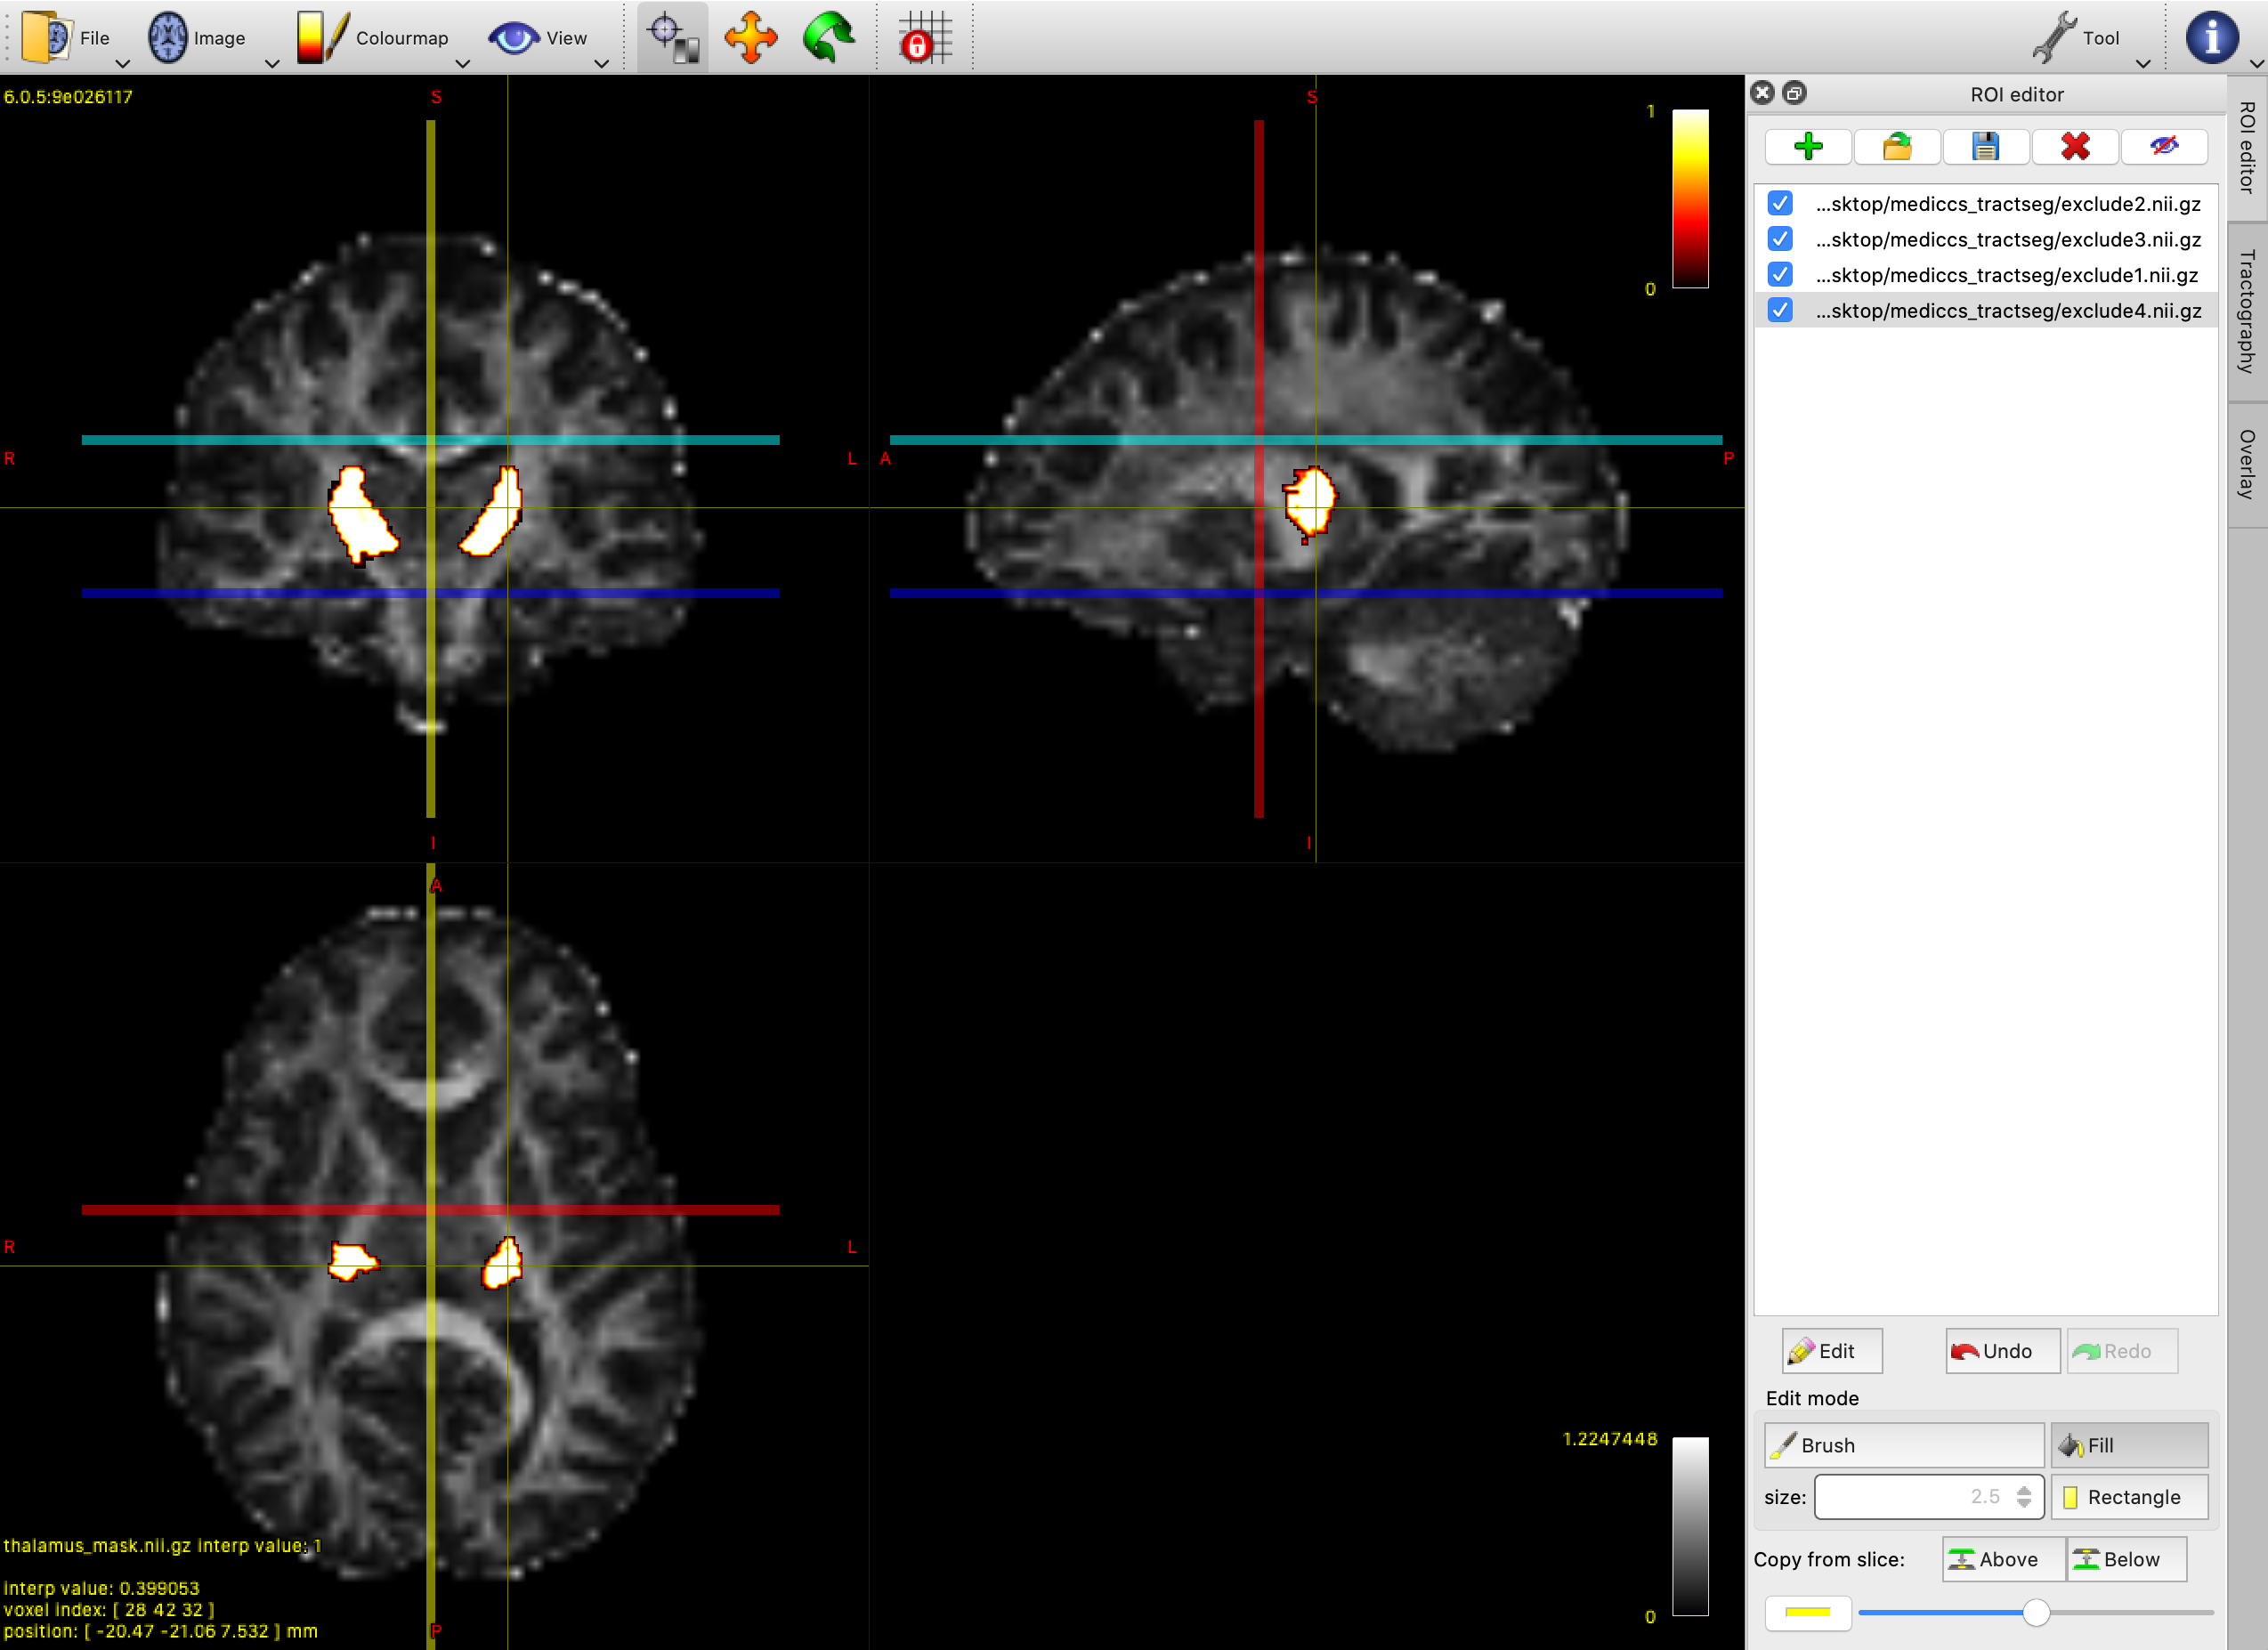 File
Image
Colourmap
View
Tool
6.0.5:9e026117
S
S
1
0
R
L
A
P
I
I
A
R
L
P
thalamus_mask.nii.gz interp value: 1
interp value: 0.399053
voxel index: [ 28 42 32 ]
position: [ -20.47 -21.06 7.532 ] mm
1.2247448
0
ROI editor
...sktop/mediccs_tractseg/exclude2.nii.gz
...sktop/mediccs_tractseg/exclude3.nii.gz
...sktop/mediccs_tractseg/exclude1.nii.gz
...sktop/mediccs_tractseg/exclude4.nii.gz
Edit
Undo
Redo
Edit mode
Brush
Fill
size: 2.5
Rectangle
Copy from slice: Above Below
ROI editor
Tractography
Overlay